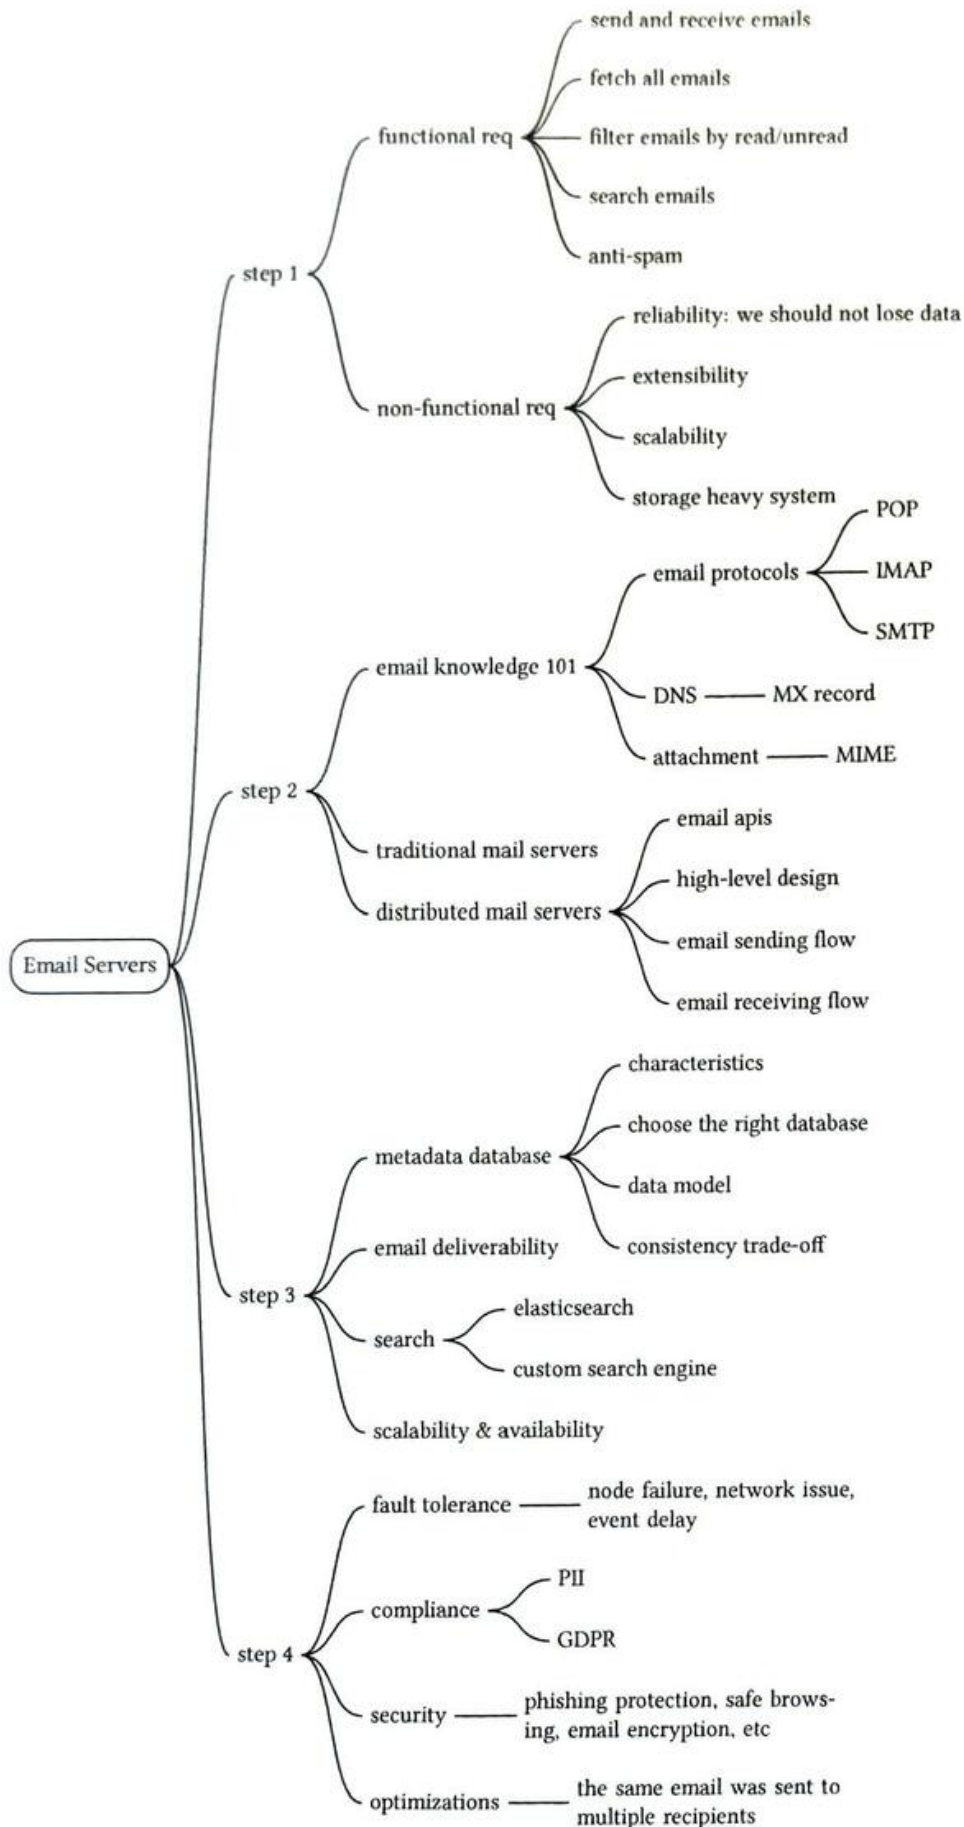 send and receive emails
fetch all emails
functional req
filter emails by read/unread
search emails
anti-spam
step 1
reliability: we should not lose data
extensibility
non-functional req
scalability
storage heavy system
POP
email protocols
IMAP
SMTP
email knowledge 101
DNS
MX record
attachment
MIME
step 2
email apis
traditional mail servers
high-level design
distributed mail servers
email sending flow
email receiving flow
Email Servers
characteristics
choose the right database
metadata database
data model
consistency trade-off
email deliverability
step 3
elasticsearch
search
custom search engine
scalability & availability
fault tolerance
node failure, network issue,
event delay
PII
compliance
GDPR
step 4
security
phishing protection, safe brows-
ing, email encryption, etc
optimizations
the same email was sent to
multiple recipients